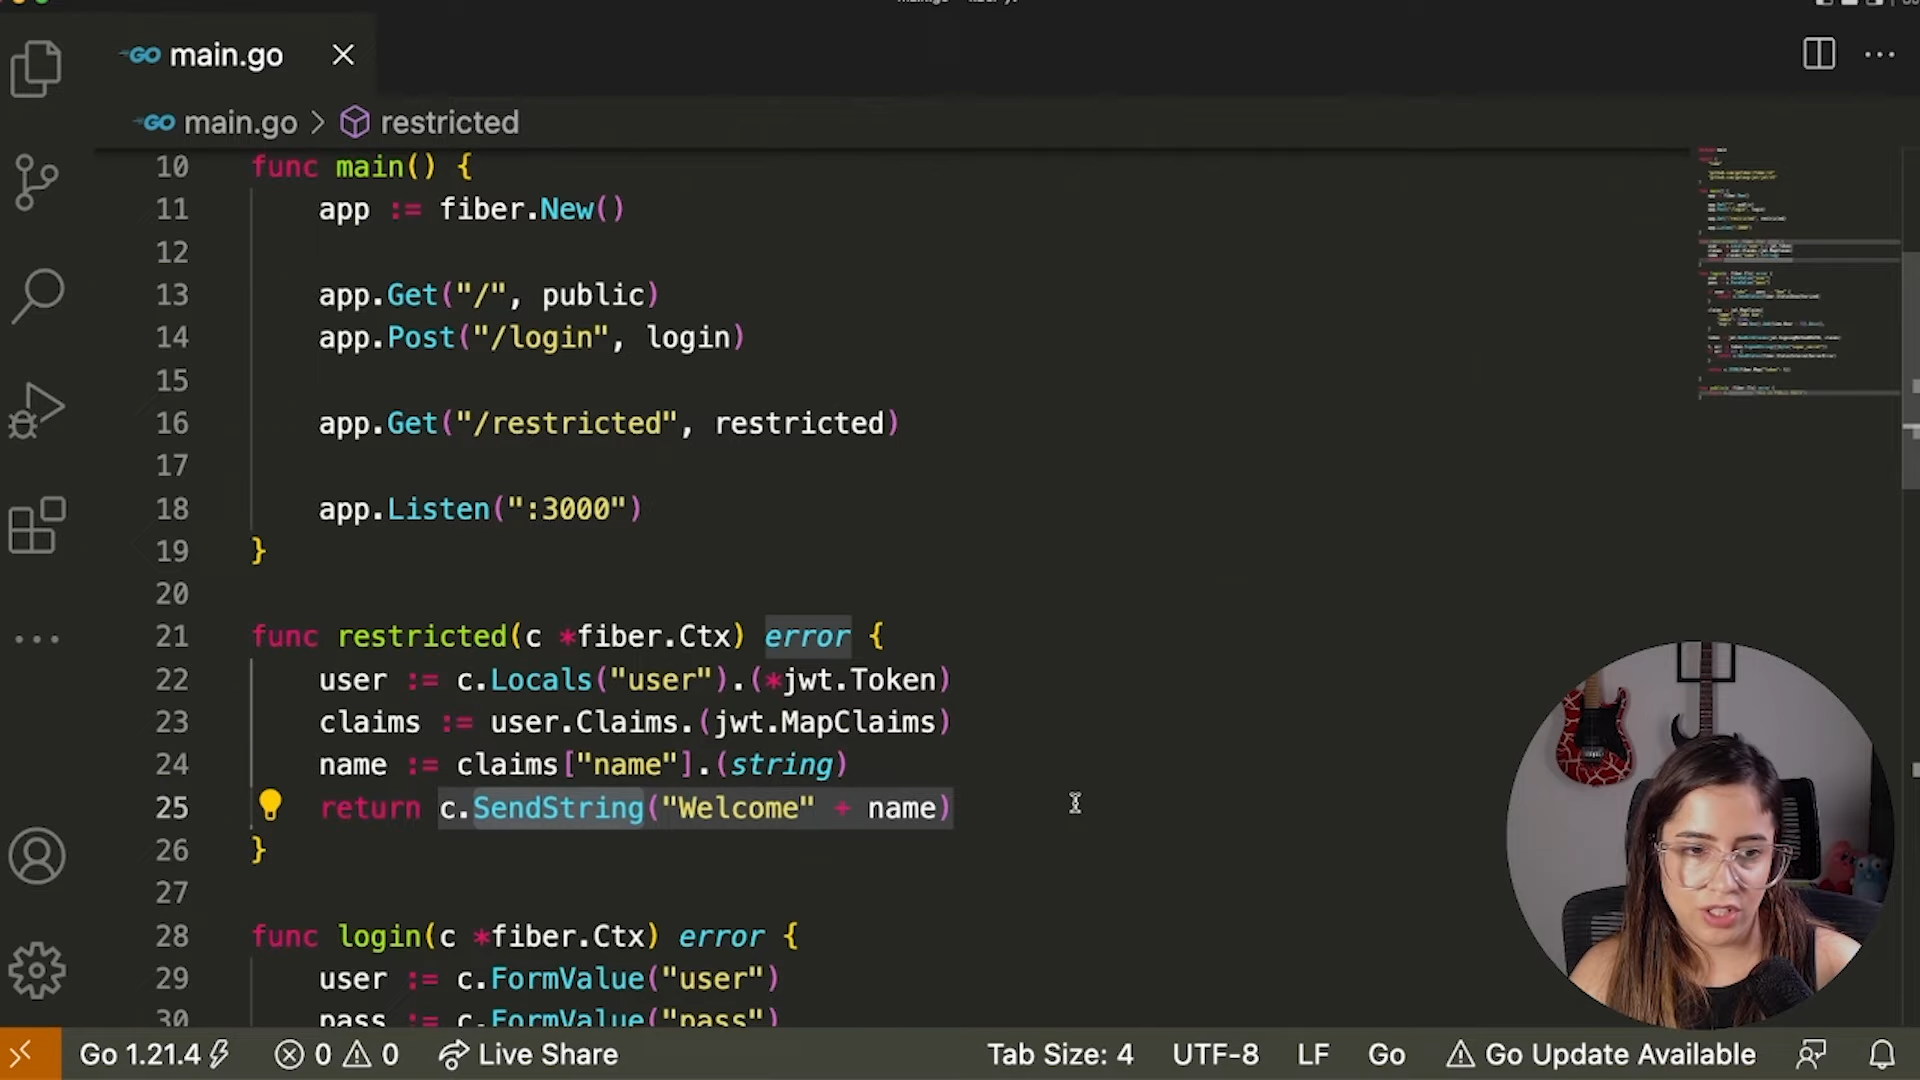 GO main.go
GO main.go > restricted
10 func main() {
11 app := fiber.New()
12
13 app.Get("/", public)
14 app.Post("/login", login)
15
16 app.Get("/restricted", restricted)
17
18 app.Listen(":3000")
19 }
20
21 func restricted(c *fiber.Ctx) error {
22 user := c.Locals("user").(*jwt.Token)
23 claims := user.Claims.(jwt.MapClaims)
24 name := claims["name"].(string)
25 return c.SendString("Welcome" + name)
26 }
27
28 func login(c *fiber.Ctx) error {
29 user := c.FormValue("user")
30 pass := c.FormValue("pass")
Go 1.21.4 0 0 Live Share Tab Size: 4 UTF-8 LF Go Go Update Available